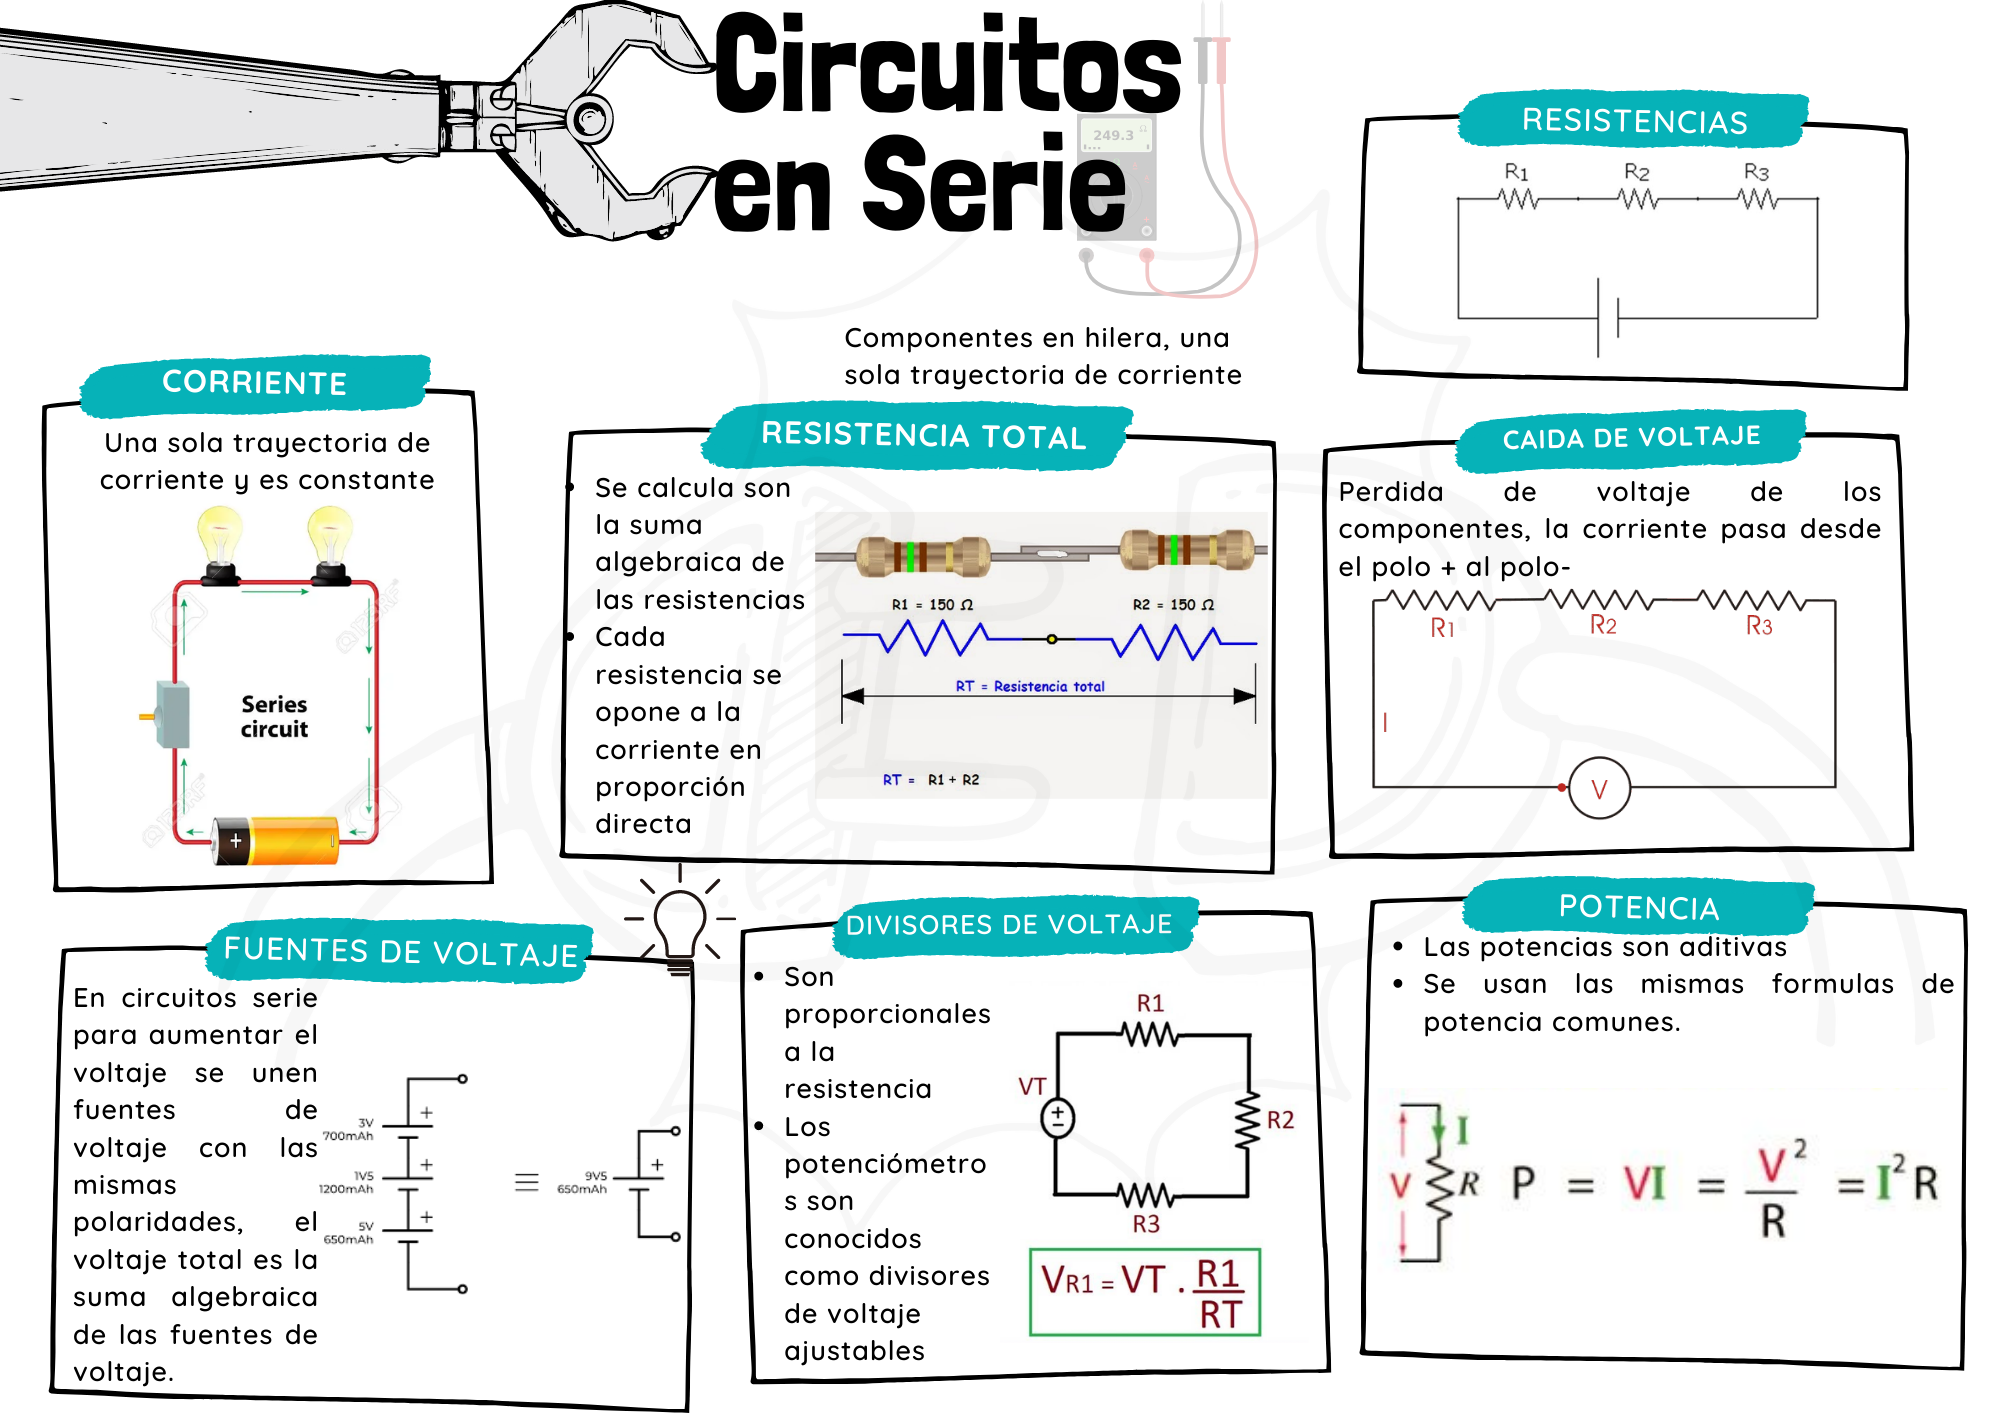 Circuitos
en Serie
249.3 Ω
Componentes en hilera, una
sola trayectoria de corriente
RESISTENCIAS
R1 R2 R3
CORRIENTE
Una sola trayectoria de
corriente y es constante
Series
circuit
+
RESISTENCIA TOTAL
• Se calcula son
la suma
algebraica de
las resistencias
• Cada
resistencia se
opone a la
corriente en
proporción
directa
R1 = 150 Ω R2 = 150 Ω
RT = Resistencia total
RT = R1 + R2
CAIDA DE VOLTAJE
Perdida de voltaje de los
componentes, la corriente pasa desde
el polo + al polo-
R1 R2 R3
I
V
FUENTES DE VOLTAJE
En circuitos serie
para aumentar el
voltaje se unen
fuentes de
voltaje con las
mismas
polaridades, el
voltaje total es la
suma algebraica
de las fuentes de
voltaje.
3V
700mAh
+
1V5
1200mAh
+
5V
650mAh
+
≡
9V5
650mAh
+
DIVISORES DE VOLTAJE
• Son
proporcionales
a la
resistencia
• Los
potenciómetro
s son
conocidos
como divisores
de voltaje
ajustables
R1
VT
+
−
R2
R3
VR1 = VT . R1
RT
POTENCIA
• Las potencias son aditivas
• Se usan las mismas formulas de
potencia comunes.
I
V R
P = VI = V² / R = I² R